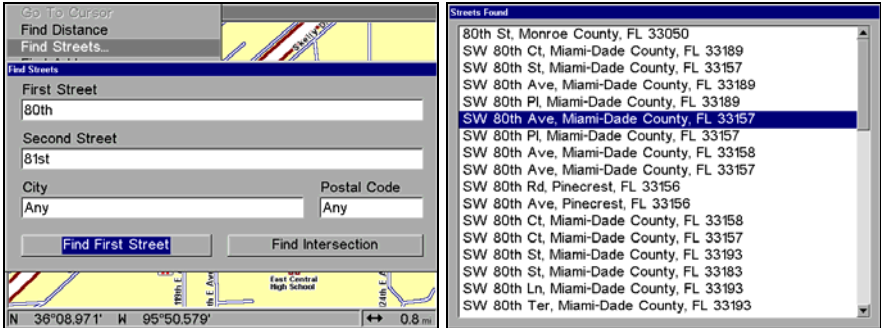 Go To Cursor
Find Distance
Find Streets...
Skelly
Find Streets
First Street
80th
Second Street
81st
City
Postal Code
Any
Any
Find First Street
Find Intersection
119th E A
th E Ave
East Central
High School
24th E A
N 36°08.971' W 95°50.579'
↔ 0.8 mi
Streets Found
80th St, Monroe County, FL 33050
SW 80th Ct, Miami-Dade County, FL 33189
SW 80th St, Miami-Dade County, FL 33157
SW 80th Ave, Miami-Dade County, FL 33189
SW 80th Pl, Miami-Dade County, FL 33189
SW 80th Ave, Miami-Dade County, FL 33157
SW 80th Pl, Miami-Dade County, FL 33157
SW 80th Ave, Miami-Dade County, FL 33158
SW 80th Ave, Miami-Dade County, FL 33157
SW 80th Rd, Pinecrest, FL 33156
SW 80th Ave, Pinecrest, FL 33156
SW 80th Ct, Miami-Dade County, FL 33158
SW 80th Ct, Miami-Dade County, FL 33157
SW 80th St, Miami-Dade County, FL 33193
SW 80th St, Miami-Dade County, FL 33183
SW 80th Ln, Miami-Dade County, FL 33193
SW 80th Ter, Miami-Dade County, FL 33193